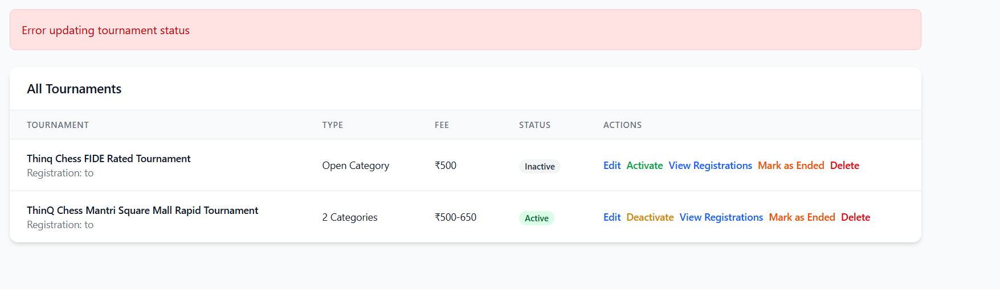 Error updating tournament status
All Tournaments
TOURNAMENT TYPE FEE STATUS ACTIONS
Thinq Chess FIDE Rated Tournament
Registration: to
Open Category ₹500 Inactive Edit Activate View Registrations Mark as Ended Delete
ThinQ Chess Mantri Square Mall Rapid Tournament
Registration: to
2 Categories ₹500-650 Active Edit Deactivate View Registrations Mark as Ended Delete